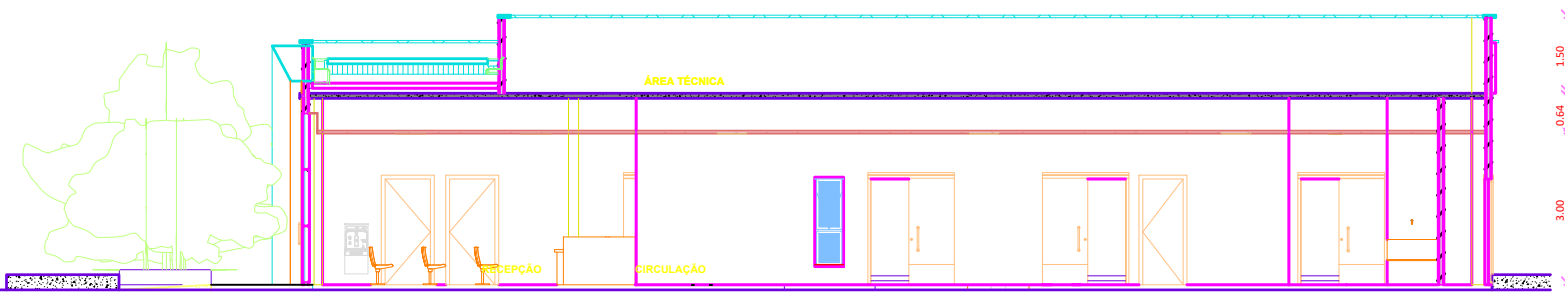 ÁREA TÉCNICA
1.50
0.64
3.00
RECEPÇÃO
CIRCULAÇÃO